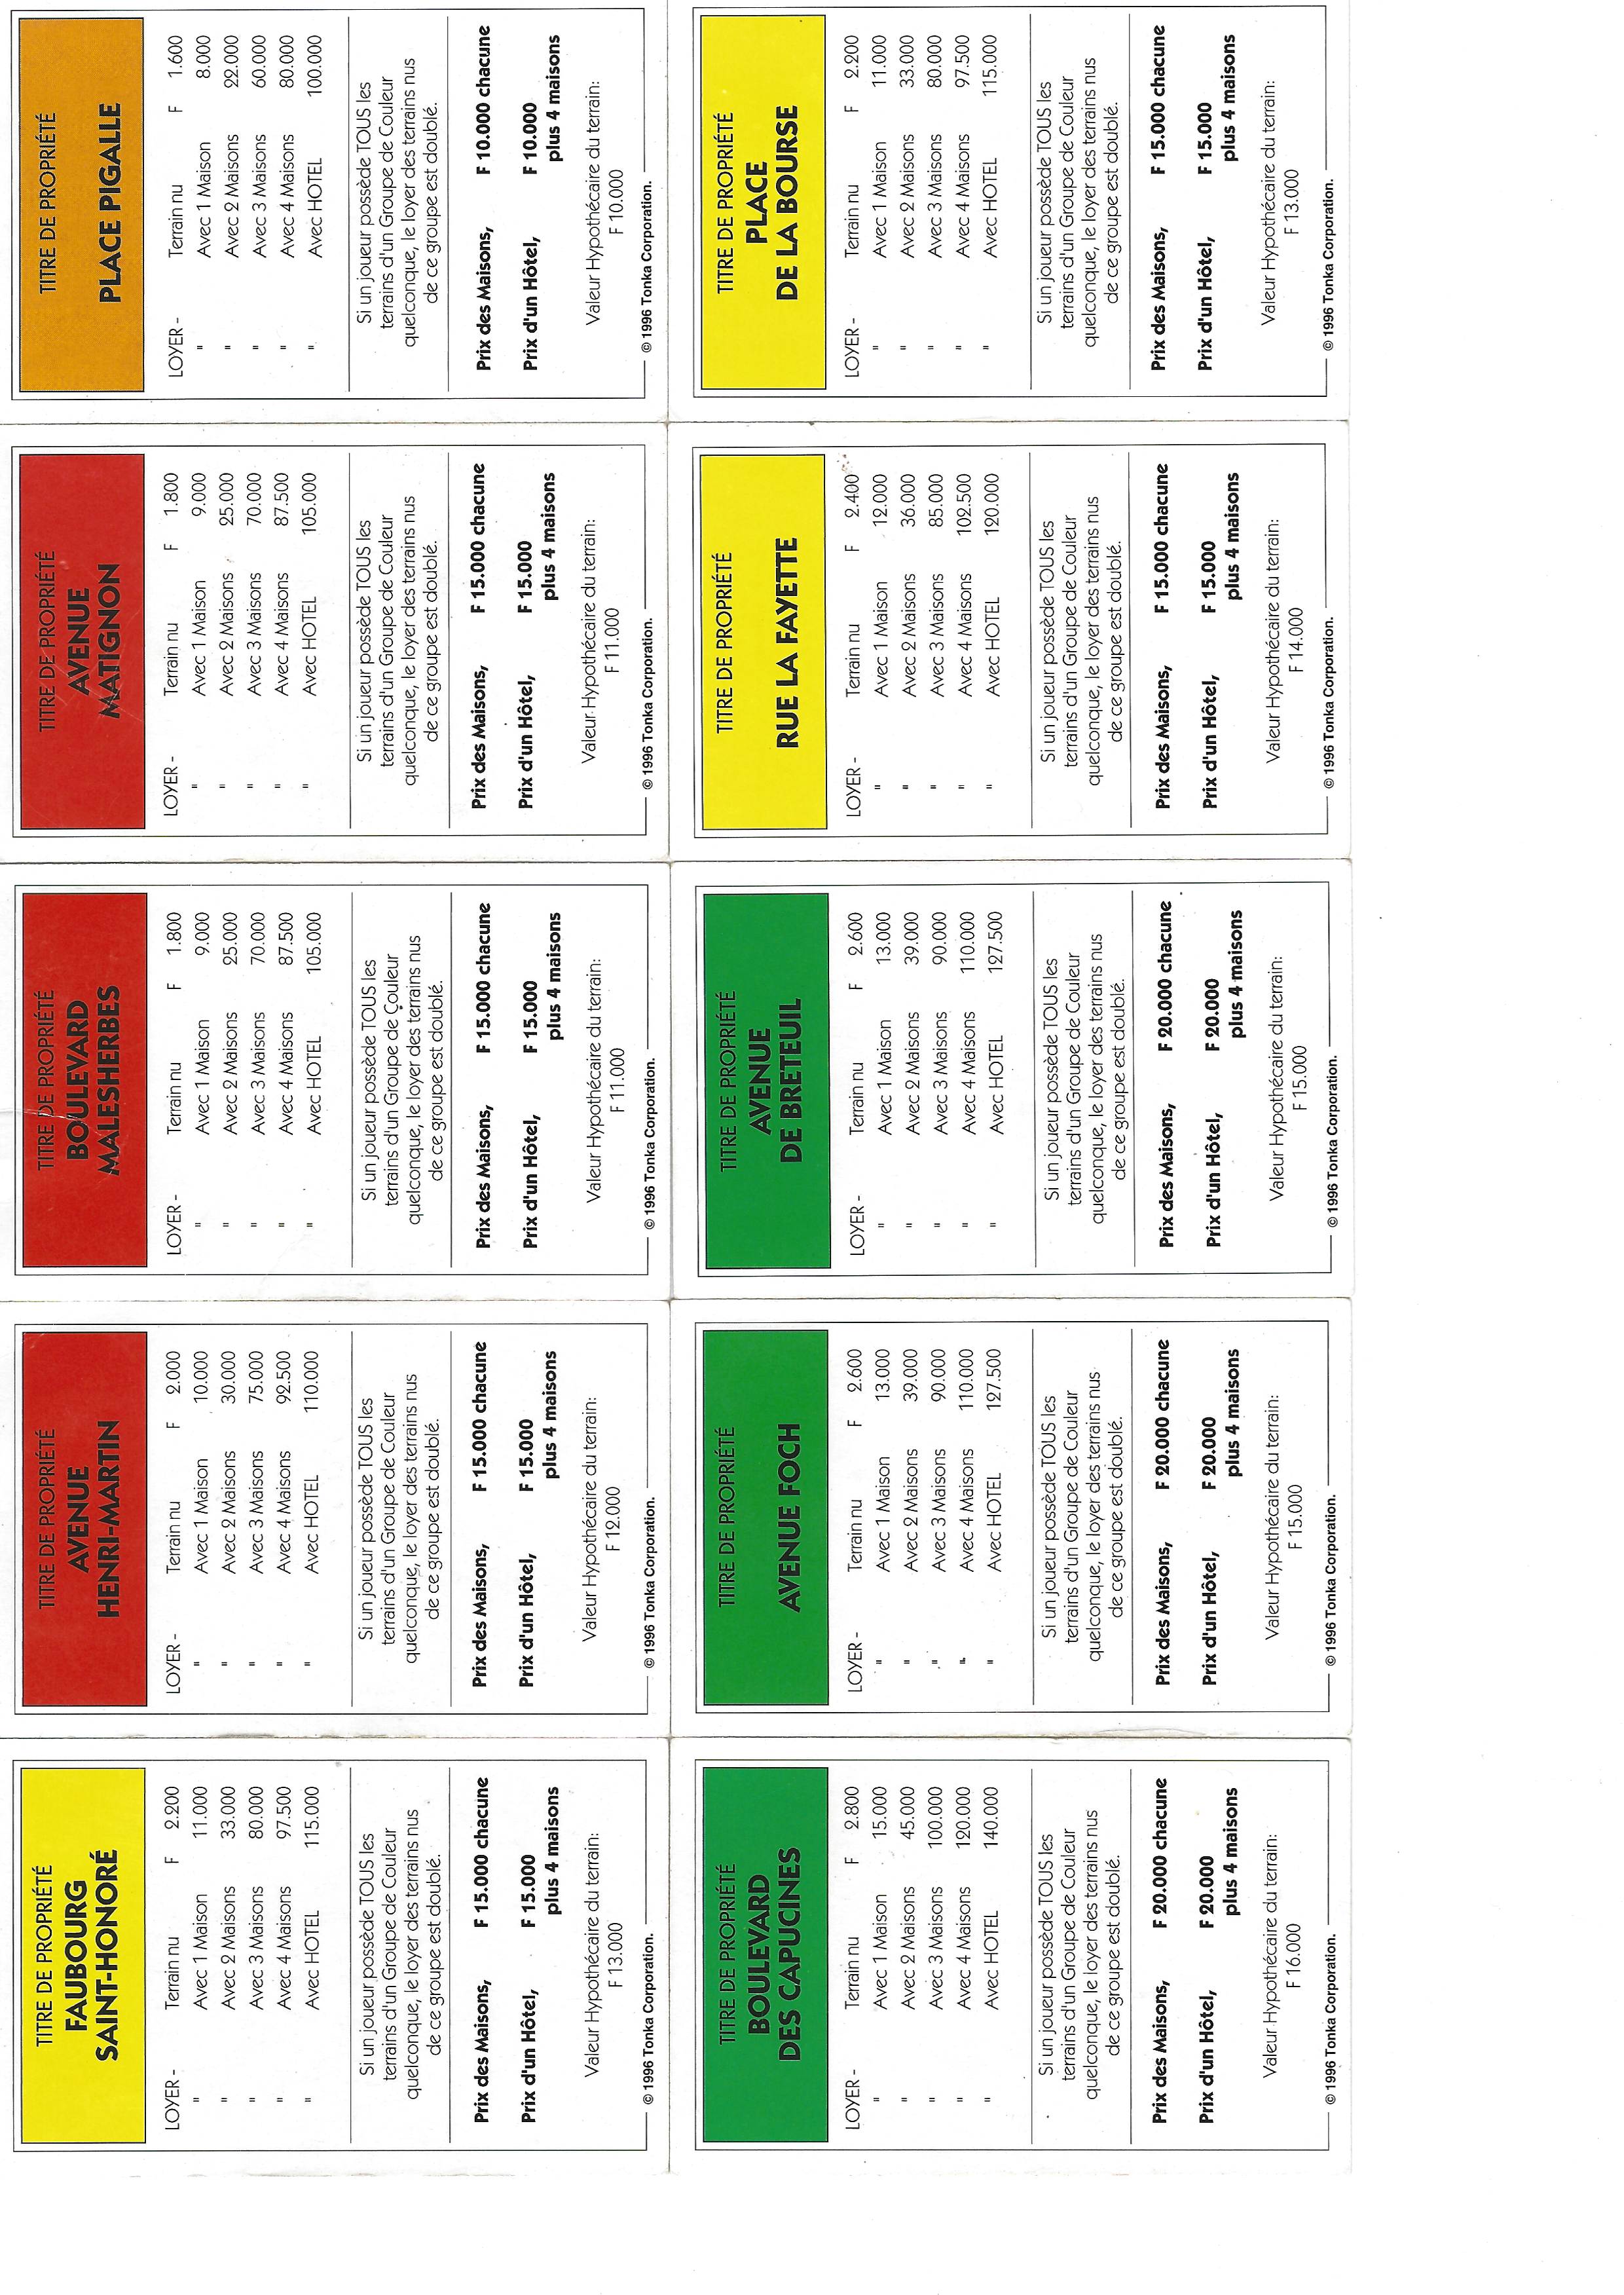 TITRE DE PROPRIÉTÉ
FAUBOURG
SAINT-HONORÉ
LOYER - Terrain nu F 2.200
" Avec 1 Maison 11.000
" Avec 2 Maisons 33.000
" Avec 3 Maisons 80.000
" Avec 4 Maisons 97.500
" Avec HOTEL 115.000
Si un joueur possède TOUS les
terrains d'un Groupe de Couleur
quelconque, le loyer des terrains nus
de ce groupe est doublé.
Prix des Maisons, F 15.000 chacune
Prix d'un Hôtel, F 15.000
plus 4 maisons
Valeur Hypothécaire du terrain:
F 13.000
© 1996 Tonka Corporation.
TITRE DE PROPRIÉTÉ
AVENUE
HENRI-MARTIN
LOYER - Terrain nu F 2.000
" Avec 1 Maison 10.000
" Avec 2 Maisons 30.000
" Avec 3 Maisons 75.000
" Avec 4 Maisons 92.500
" Avec HOTEL 110.000
Si un joueur possède TOUS les
terrains d'un Groupe de Couleur
quelconque, le loyer des terrains nus
de ce groupe est doublé.
Prix des Maisons, F 15.000 chacune
Prix d'un Hôtel, F 15.000
plus 4 maisons
Valeur Hypothécaire du terrain:
F 12.000
© 1996 Tonka Corporation.
TITRE DE PROPRIÉTÉ
BOULEVARD
MALESHERBES
LOYER - Terrain nu F 1.800
" Avec 1 Maison 9.000
" Avec 2 Maisons 25.000
" Avec 3 Maisons 70.000
" Avec 4 Maisons 87.500
" Avec HOTEL 105.000
Si un joueur possède TOUS les
terrains d'un Groupe de Couleur
quelconque, le loyer des terrains nus
de ce groupe est doublé.
Prix des Maisons, F 15.000 chacune
Prix d'un Hôtel, F 15.000
plus 4 maisons
Valeur Hypothécaire du terrain:
F 11.000
© 1996 Tonka Corporation.
TITRE DE PROPRIÉTÉ
AVENUE
MATIGNON
LOYER - Terrain nu F 1.800
" Avec 1 Maison 9.000
" Avec 2 Maisons 25.000
" Avec 3 Maisons 70.000
" Avec 4 Maisons 87.500
" Avec HOTEL 105.000
Si un joueur possède TOUS les
terrains d'un Groupe de Couleur
quelconque, le loyer des terrains nus
de ce groupe est doublé.
Prix des Maisons, F 15.000 chacune
Prix d'un Hôtel, F 15.000
plus 4 maisons
Valeur Hypothécaire du terrain:
F 11.000
© 1996 Tonka Corporation.
TITRE DE PROPRIÉTÉ
PLACE PIGALLE
LOYER - Terrain nu F 1.600
" Avec 1 Maison 8.000
" Avec 2 Maisons 22.000
" Avec 3 Maisons 60.000
" Avec 4 Maisons 80.000
" Avec HOTEL 100.000
Si un joueur possède TOUS les
terrains d'un Groupe de Couleur
quelconque, le loyer des terrains nus
de ce groupe est doublé.
Prix des Maisons, F 10.000 chacune
Prix d'un Hôtel, F 10.000
plus 4 maisons
Valeur Hypothécaire du terrain:
F 10.000
© 1996 Tonka Corporation.
TITRE DE PROPRIÉTÉ
BOULEVARD
DES CAPUCINES
LOYER - Terrain nu F 2.800
" Avec 1 Maison 15.000
" Avec 2 Maisons 45.000
" Avec 3 Maisons 100.000
" Avec 4 Maisons 120.000
" Avec HOTEL 140.000
Si un joueur possède TOUS les
terrains d'un Groupe de Couleur
quelconque, le loyer des terrains nus
de ce groupe est doublé.
Prix des Maisons, F 20.000 chacune
Prix d'un Hôtel, F 20.000
plus 4 maisons
Valeur Hypothécaire du terrain:
F 16.000
© 1996 Tonka Corporation.
TITRE DE PROPRIÉTÉ
AVENUE FOCH
LOYER - Terrain nu F 2.600
" Avec 1 Maison 13.000
" Avec 2 Maisons 39.000
" Avec 3 Maisons 90.000
" Avec 4 Maisons 110.000
" Avec HOTEL 127.500
Si un joueur possède TOUS les
terrains d'un Groupe de Couleur
quelconque, le loyer des terrains nus
de ce groupe est doublé.
Prix des Maisons, F 20.000 chacune
Prix d'un Hôtel, F 20.000
plus 4 maisons
Valeur Hypothécaire du terrain:
F 15.000
© 1996 Tonka Corporation.
TITRE DE PROPRIÉTÉ
AVENUE
DE BRETEUIL
LOYER - Terrain nu F 2.600
" Avec 1 Maison 13.000
" Avec 2 Maisons 39.000
" Avec 3 Maisons 90.000
" Avec 4 Maisons 110.000
" Avec HOTEL 127.500
Si un joueur possède TOUS les
terrains d'un Groupe de Couleur
quelconque, le loyer des terrains nus
de ce groupe est doublé.
Prix des Maisons, F 20.000 chacune
Prix d'un Hôtel, F 20.000
plus 4 maisons
Valeur Hypothécaire du terrain:
F 15.000
© 1996 Tonka Corporation.
TITRE DE PROPRIÉTÉ
RUE LA FAYETTE
LOYER - Terrain nu F 2.400
" Avec 1 Maison 12.000
" Avec 2 Maisons 36.000
" Avec 3 Maisons 85.000
" Avec 4 Maisons 102.500
" Avec HOTEL 120.000
Si un joueur possède TOUS les
terrains d'un Groupe de Couleur
quelconque, le loyer des terrains nus
de ce groupe est doublé.
Prix des Maisons, F 15.000 chacune
Prix d'un Hôtel, F 15.000
plus 4 maisons
Valeur Hypothécaire du terrain:
F 14.000
© 1996 Tonka Corporation.
TITRE DE PROPRIÉTÉ
PLACE
DE LA BOURSE
LOYER - Terrain nu F 2.200
" Avec 1 Maison 11.000
" Avec 2 Maisons 33.000
" Avec 3 Maisons 80.000
" Avec 4 Maisons 97.500
" Avec HOTEL 115.000
Si un joueur possède TOUS les
terrains d'un Groupe de Couleur
quelconque, le loyer des terrains nus
de ce groupe est doublé.
Prix des Maisons, F 15.000 chacune
Prix d'un Hôtel, F 15.000
plus 4 maisons
Valeur Hypothécaire du terrain:
F 13.000
© 1996 Tonka Corporation.